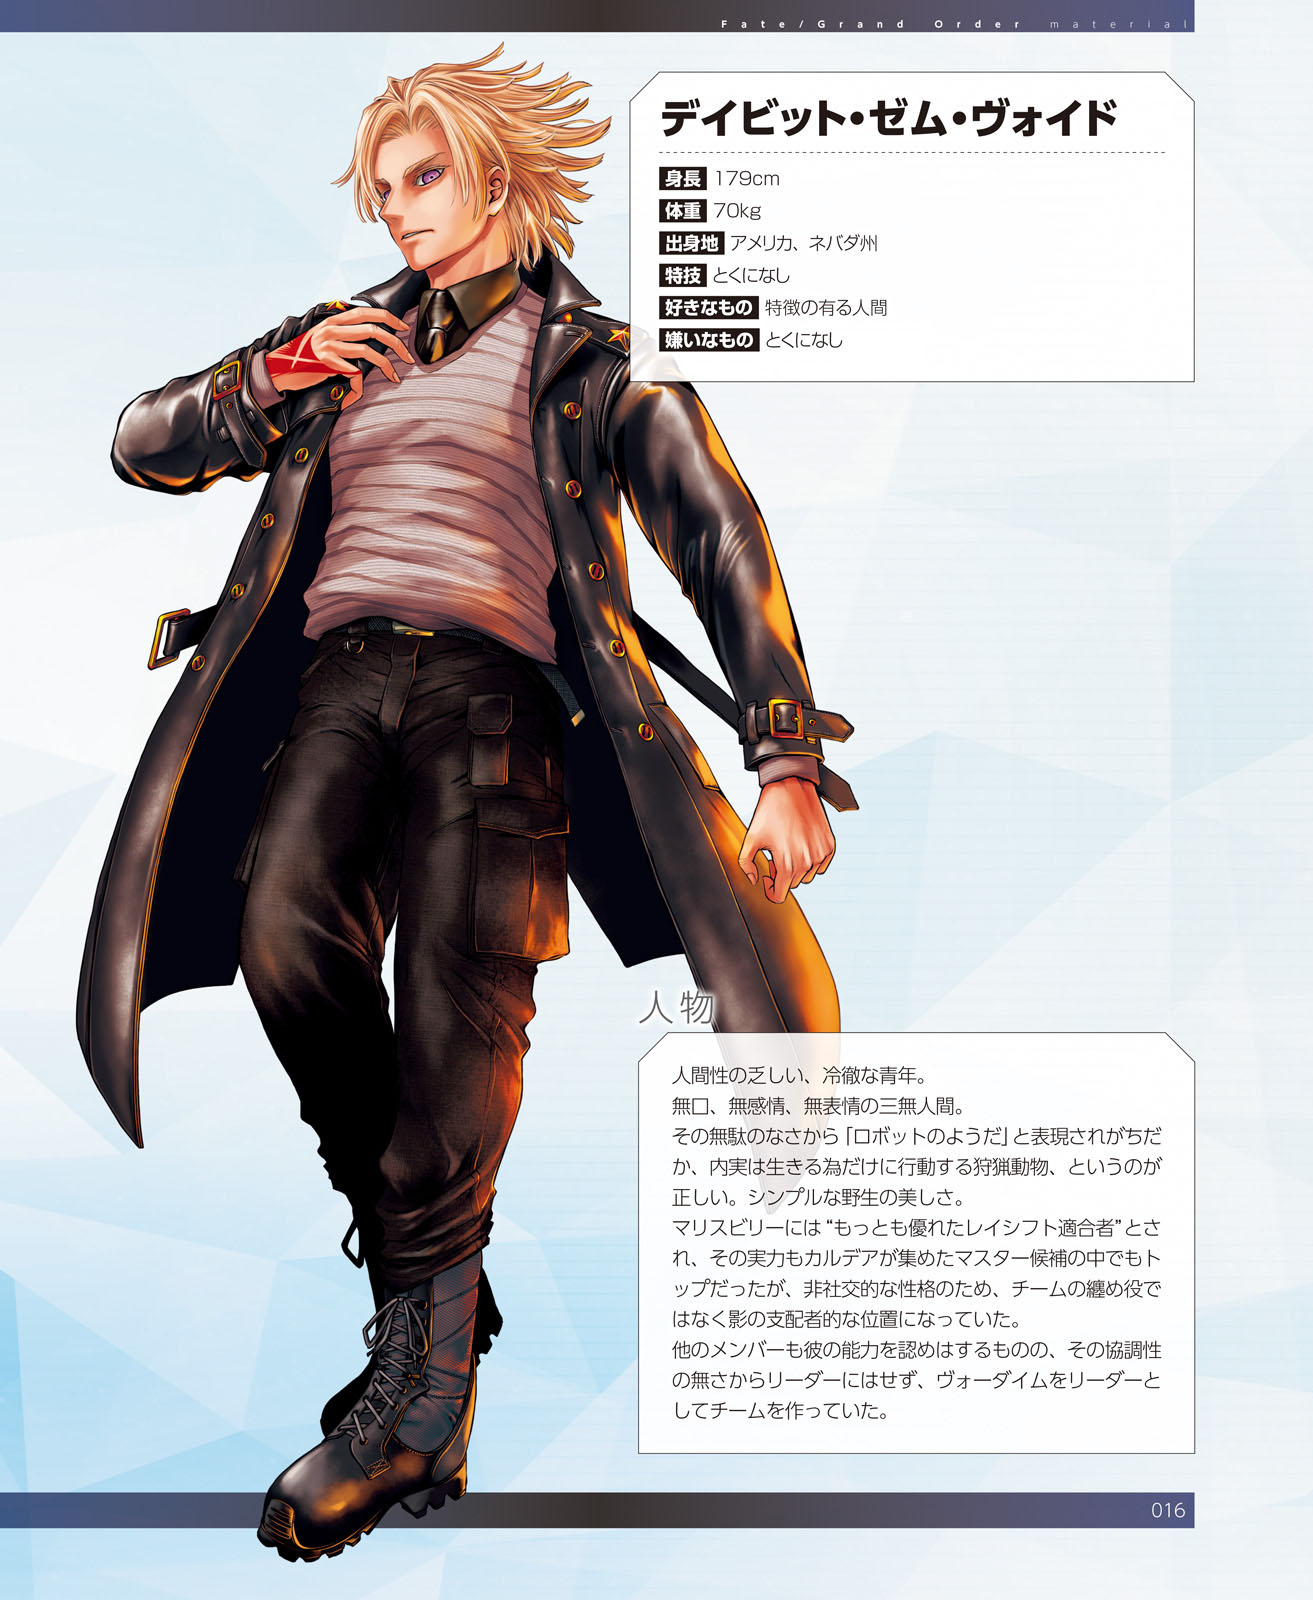 Fate/Grand Order material
デイビット・ゼム・ヴォイド
身長 179cm
体重 70kg
出身地 アメリカ、ネバダ州
特技 とくになし
好きなもの 特徴の有る人間
嫌いなもの とくになし
人物
人間性の乏しい、冷徹な青年。
無口、無感情、無表情の三無人間。
その無駄のなさから「ロボットのようだ」と表現されがちだ
か、内実は生きる為だけに行動する狩猟動物、というのが
正しい。シンプルな野生の美しさ。
マリスビリーには“もっとも優れたレイシフト適合者”とさ
れ、その実力もカルデアが集めたマスター候補の中でもト
ップだったが、非社交的な性格のため、チームの纏め役で
はなく影の支配者的な位置になっていた。
他のメンバーも彼の能力を認めはするものの、その協調性
の無さからリーダーにはせず、ヴォーダイムをリーダーと
してチームを作っていた。
016